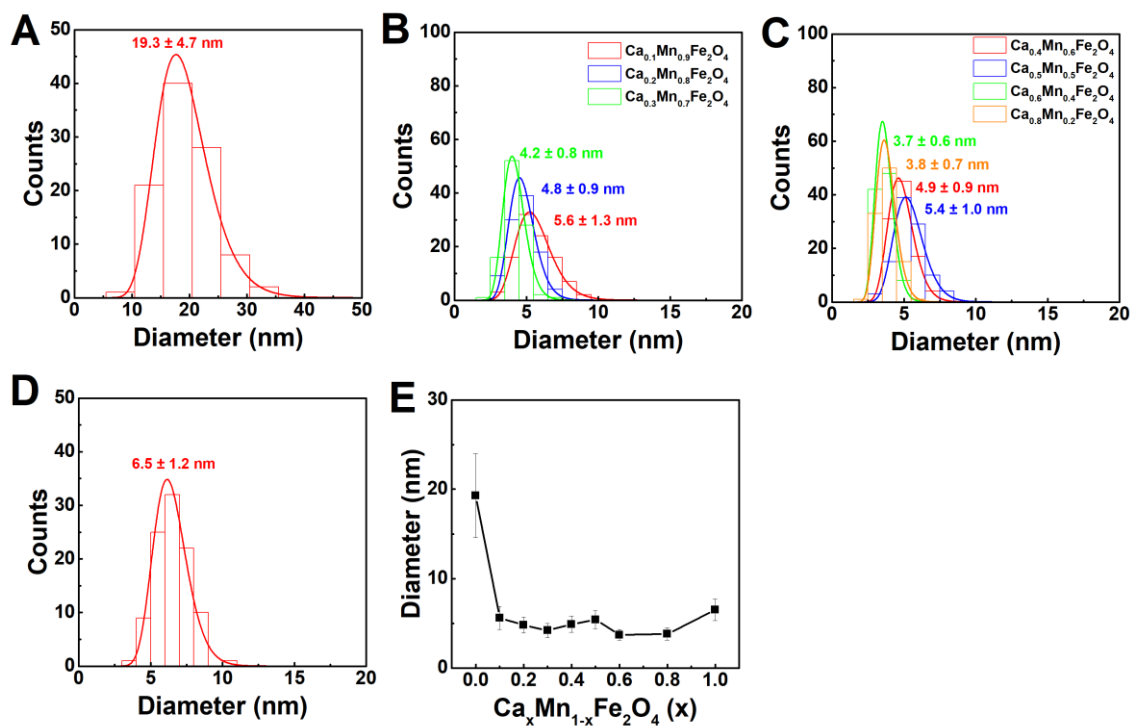 A
50
40
30
20
10
0
Counts
19.3 ± 4.7 nm
0 10 20 30 40 50
Diameter (nm)
B
100
80
60
40
20
0
Counts
Ca0.1Mn0.9Fe2O4
Ca0.2Mn0.8Fe2O4
Ca0.3Mn0.7Fe2O4
4.2 ± 0.8 nm
4.8 ± 0.9 nm
5.6 ± 1.3 nm
0 5 10 15 20
Diameter (nm)
C
100
80
60
40
20
0
Counts
Ca0.4Mn0.6Fe2O4
Ca0.5Mn0.5Fe2O4
Ca0.6Mn0.4Fe2O4
Ca0.8Mn0.2Fe2O4
3.7 ± 0.6 nm
3.8 ± 0.7 nm
4.9 ± 0.9 nm
5.4 ± 1.0 nm
0 5 10 15 20
Diameter (nm)
D
50
40
30
20
10
0
Counts
6.5 ± 1.2 nm
0 5 10 15 20
Diameter (nm)
E
30
20
10
0
Diameter (nm)
0.0 0.2 0.4 0.6 0.8 1.0
CaxMn1-xFe2O4 (x)